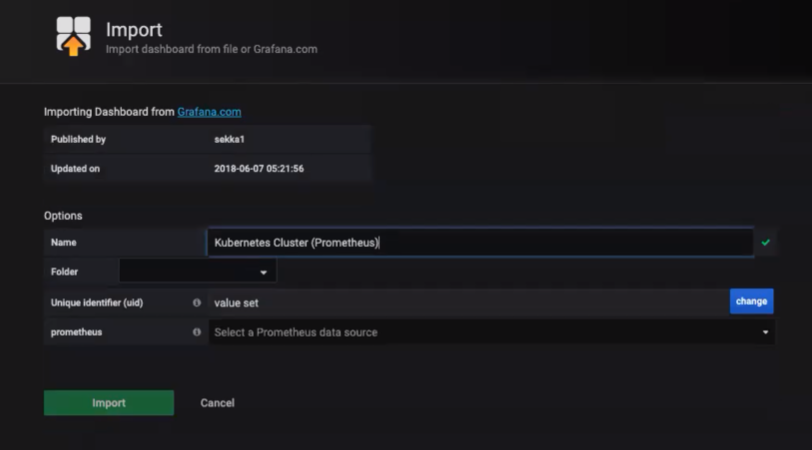 Import
Import dashboard from file or Grafana.com
Importing Dashboard from Grafana.com
Published by sekka1
Updated on 2018-06-07 05:21:56
Options
Name Kubernetes Cluster (Prometheus)
Folder
Unique identifier (uid) value set change
prometheus Select a Prometheus data source
Import Cancel